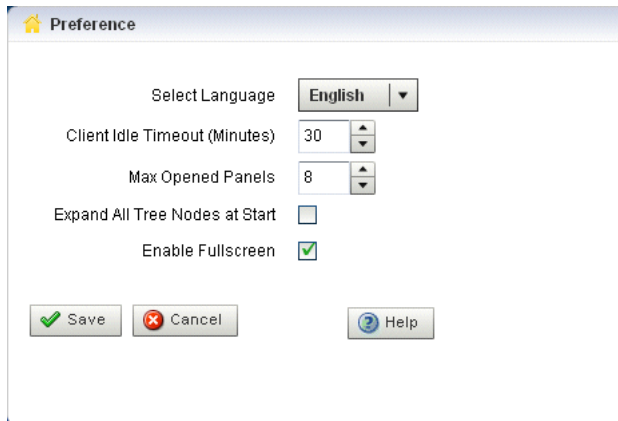 Preference
Select Language English
Client Idle Timeout (Minutes) 30
Max Opened Panels 8
Expand All Tree Nodes at Start
Enable Fullscreen
Save Cancel Help